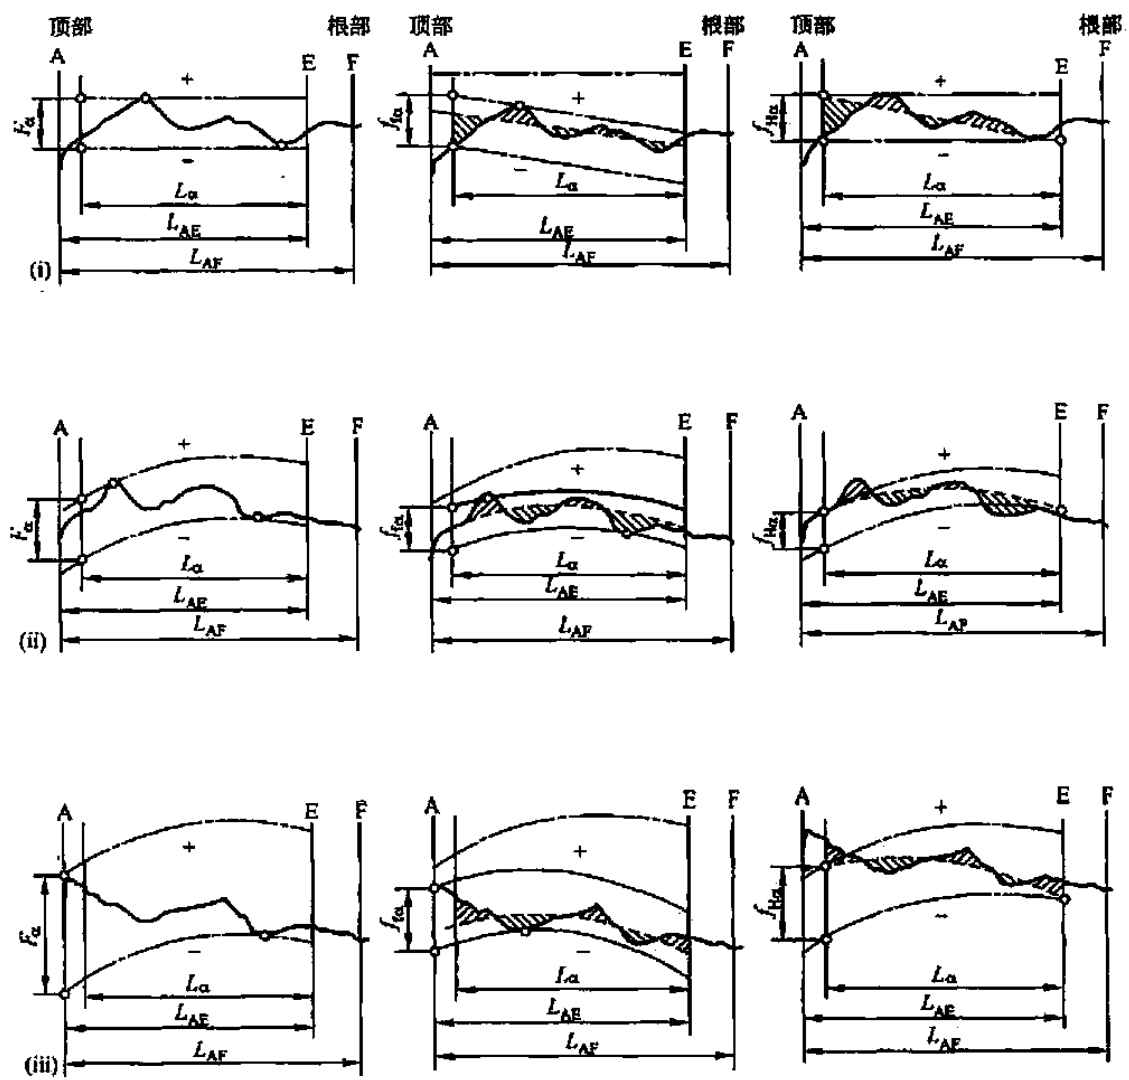 顶部 根部 顶部 根部 顶部 根部
A E F A E F A E F
+ + +
Fα ffα fHα
- - -
Lα Lα Lα
LAE LAE LAE
LAF LAF LAF
(i)
A E F A E F A E F
+ + +
Fα ffα fHα
- - -
Lα Lα Lα
LAE LAE LAE
LAF LAF LAF
(ii)
A E F A E F A E F
+ + +
Fα ffα fHα
- - -
Lα Lα Lα
LAE LAE LAE
LAF LAF LAF
(iii)